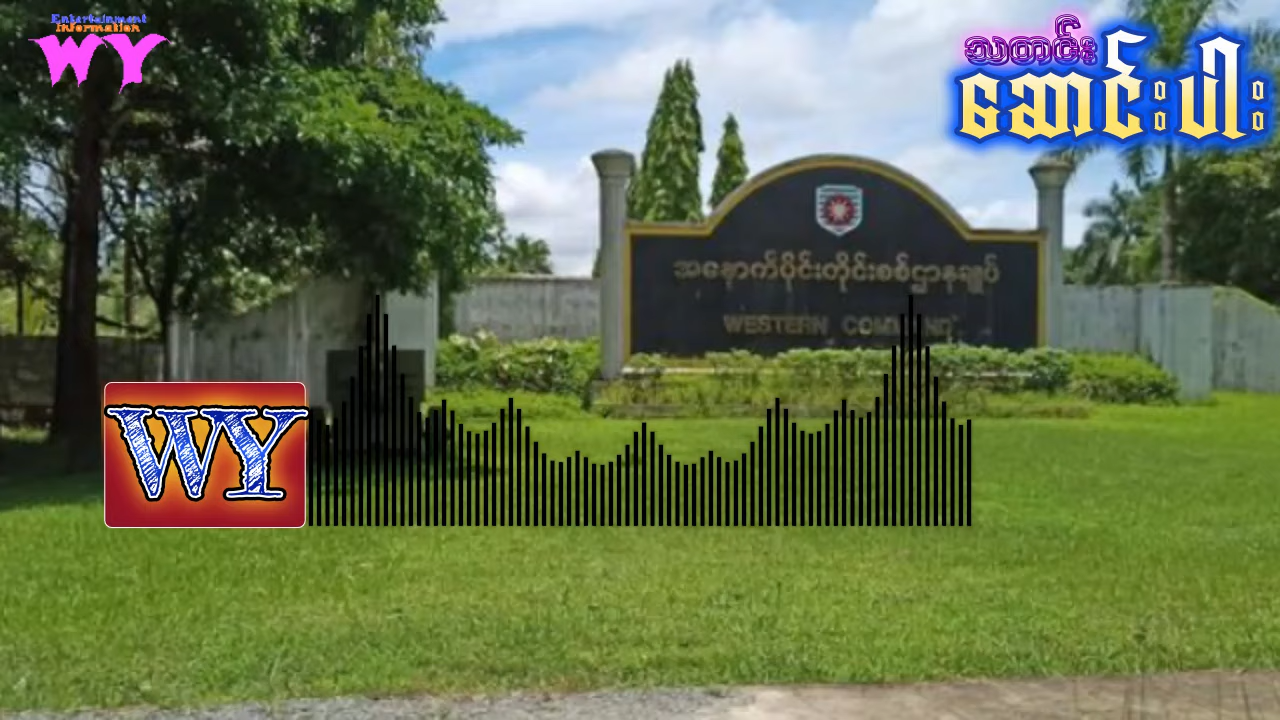 Entertainment
Information
WY
သတင်း
ဆောင်းပါး
အနောက်ပိုင်းတိုင်းစစ်ဌာနချုပ်
WESTERN COMMAND
WY